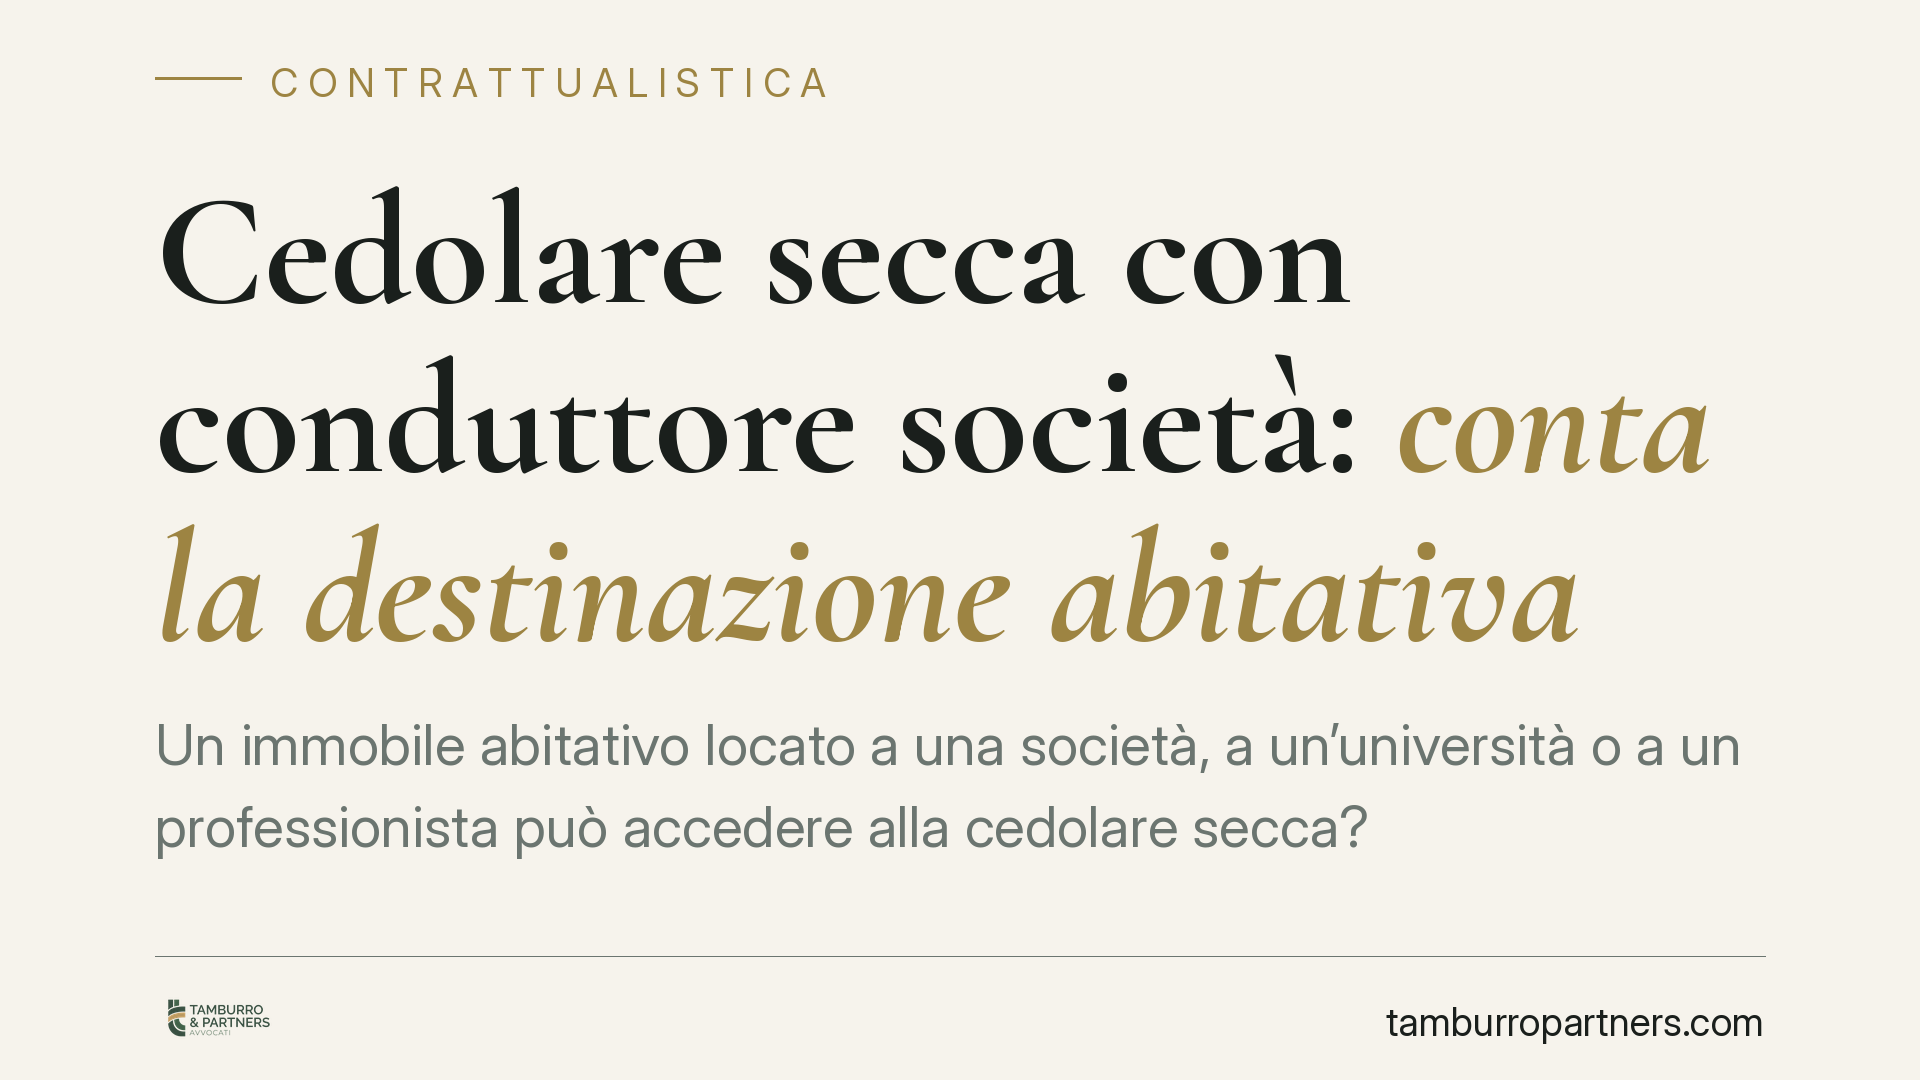 CONTRATTUALISTICA
Cedolare secca con
conduttore società: conta
la destinazione abitativa
Un immobile abitativo locato a una società, a un’università o a un
professionista può accedere alla cedolare secca?
TAMBURRO
& PARTNERS
AVVOCATI
tamburropartners.com